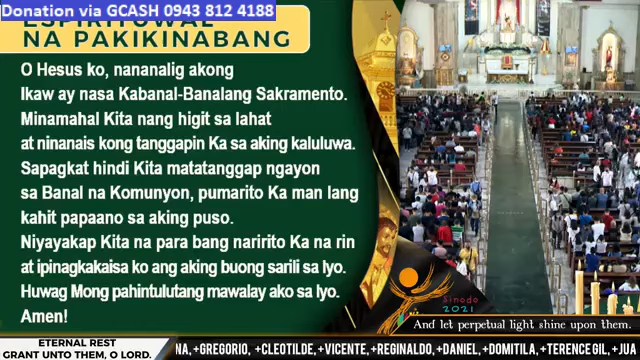 Donation via GCASH 0943 812 4188
ESPIRITUWAL
NA PAKIKINABANG
O Hesus ko, nananalig akong
Ikaw ay nasa Kabanal-Banalang Sakramento.
Minamahal Kita nang higit sa lahat
at ninanais kong tanggapin Ka sa aking kaluluwa.
Sapagkat hindi Kita matatanggap ngayon
sa Banal na Komunyon, pumarito Ka man lang
kahit papaano sa aking puso.
Niyayakap Kita na para bang naririto Ka na rin
at ipinagkakaisa ko ang aking buong sarili sa Iyo.
Huwag Mong pahintulutang mawalay ako sa Iyo.
Amen!
Sinodo
2021
And let perpetual light shine upon them.
ETERNAL REST
GRANT UNTO THEM, O LORD.
NA, +GREGORIO, +CLEOTILDE, +VICENTE, +REGINALDO, +DANIEL, +DOMITILA, +TERENCE GIL, +JUA